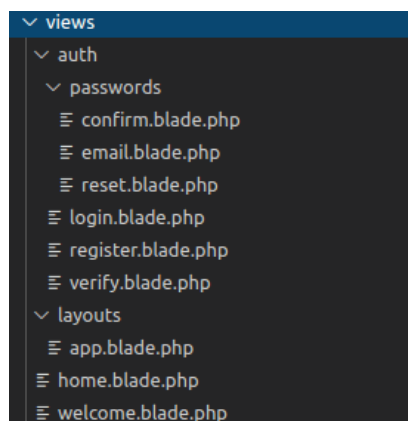 views
auth
passwords
confirm.blade.php
email.blade.php
reset.blade.php
login.blade.php
register.blade.php
verify.blade.php
layouts
app.blade.php
home.blade.php
welcome.blade.php